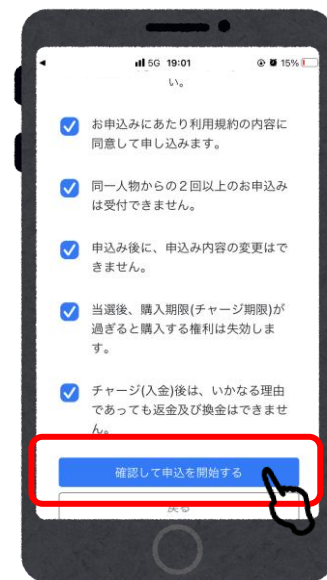 5G 19:01 15%
い。
お申込みにあたり利用規約の内容に
同意して申し込みます。
同一人物からの2回以上のお申込み
は受付できません。
申込み後に、申込み内容の変更はで
きません。
当選後、購入期限(チャージ期限)が
過ぎると購入する権利は失効しま
す。
チャージ(入金)後は、いかなる理由
であっても返金及び換金はできませ
ん。
確認して申込を開始する
戻る